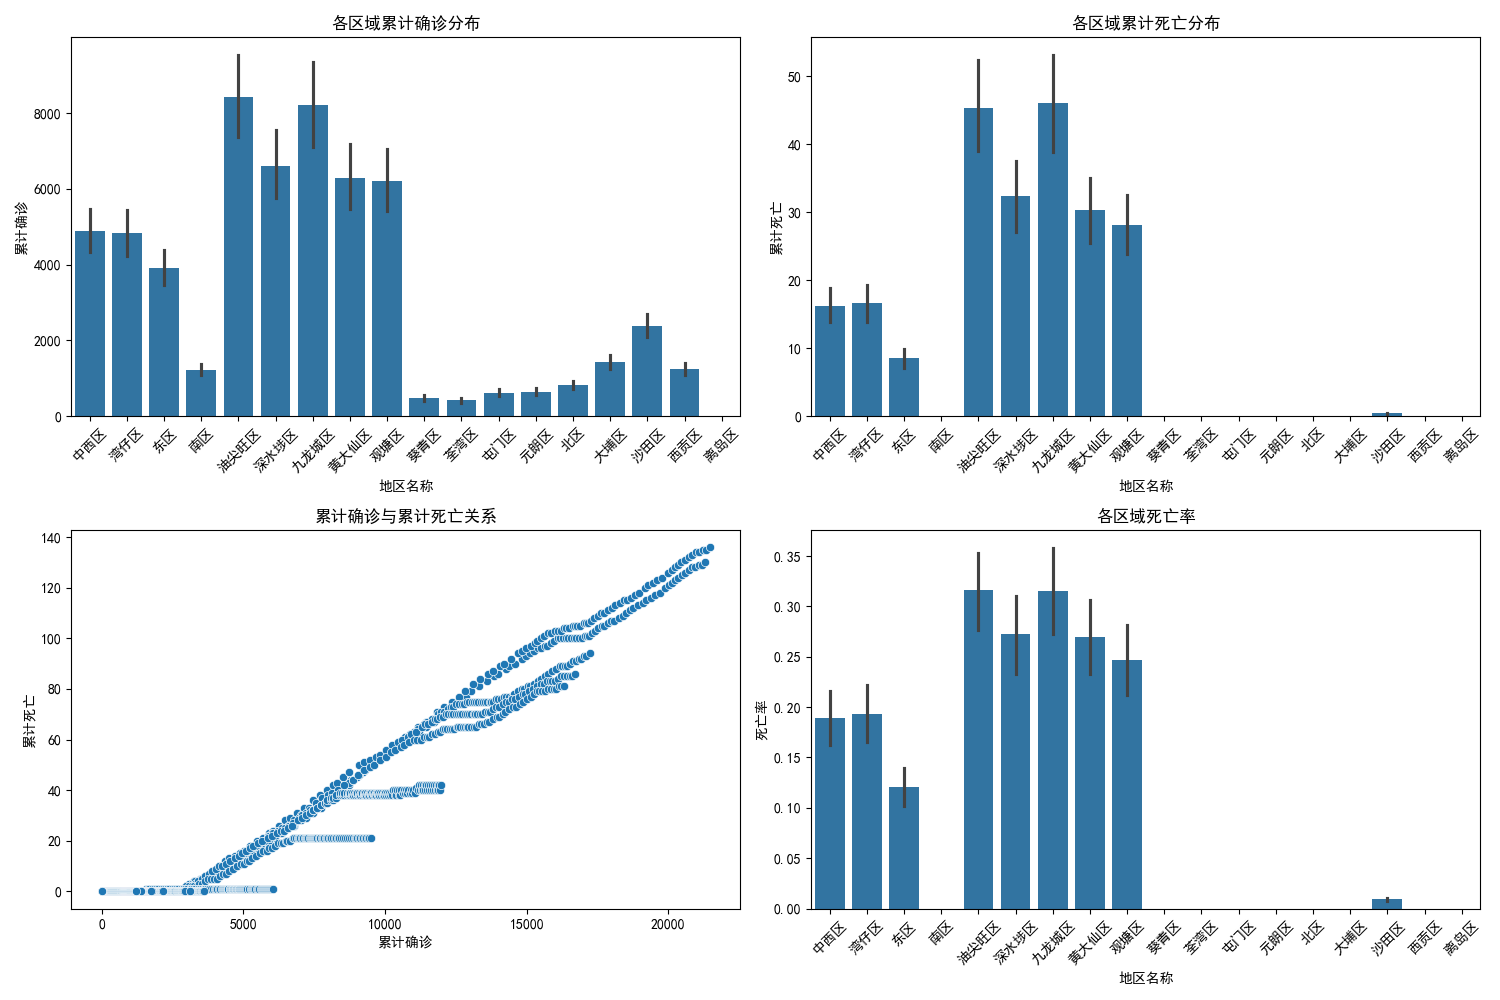 各区域累计确诊分布
累计确诊
8000
6000
4000
2000
0
中西区
湾仔区
东区
南区
油尖旺区
深水埗区
九龙城区
黄大仙区
观塘区
葵青区
荃湾区
屯门区
元朗区
北区
大埔区
沙田区
西贡区
离岛区
地区名称
各区域累计死亡分布
累计死亡
50
40
30
20
10
0
中西区
湾仔区
东区
南区
油尖旺区
深水埗区
九龙城区
黄大仙区
观塘区
葵青区
荃湾区
屯门区
元朗区
北区
大埔区
沙田区
西贡区
离岛区
地区名称
累计确诊与累计死亡关系
累计死亡
140
120
100
80
60
40
20
0
0
5000
10000
15000
20000
累计确诊
各区域死亡率
死亡率
0.35
0.30
0.25
0.20
0.15
0.10
0.05
0.00
中西区
湾仔区
东区
南区
油尖旺区
深水埗区
九龙城区
黄大仙区
观塘区
葵青区
荃湾区
屯门区
元朗区
北区
大埔区
沙田区
西贡区
离岛区
地区名称